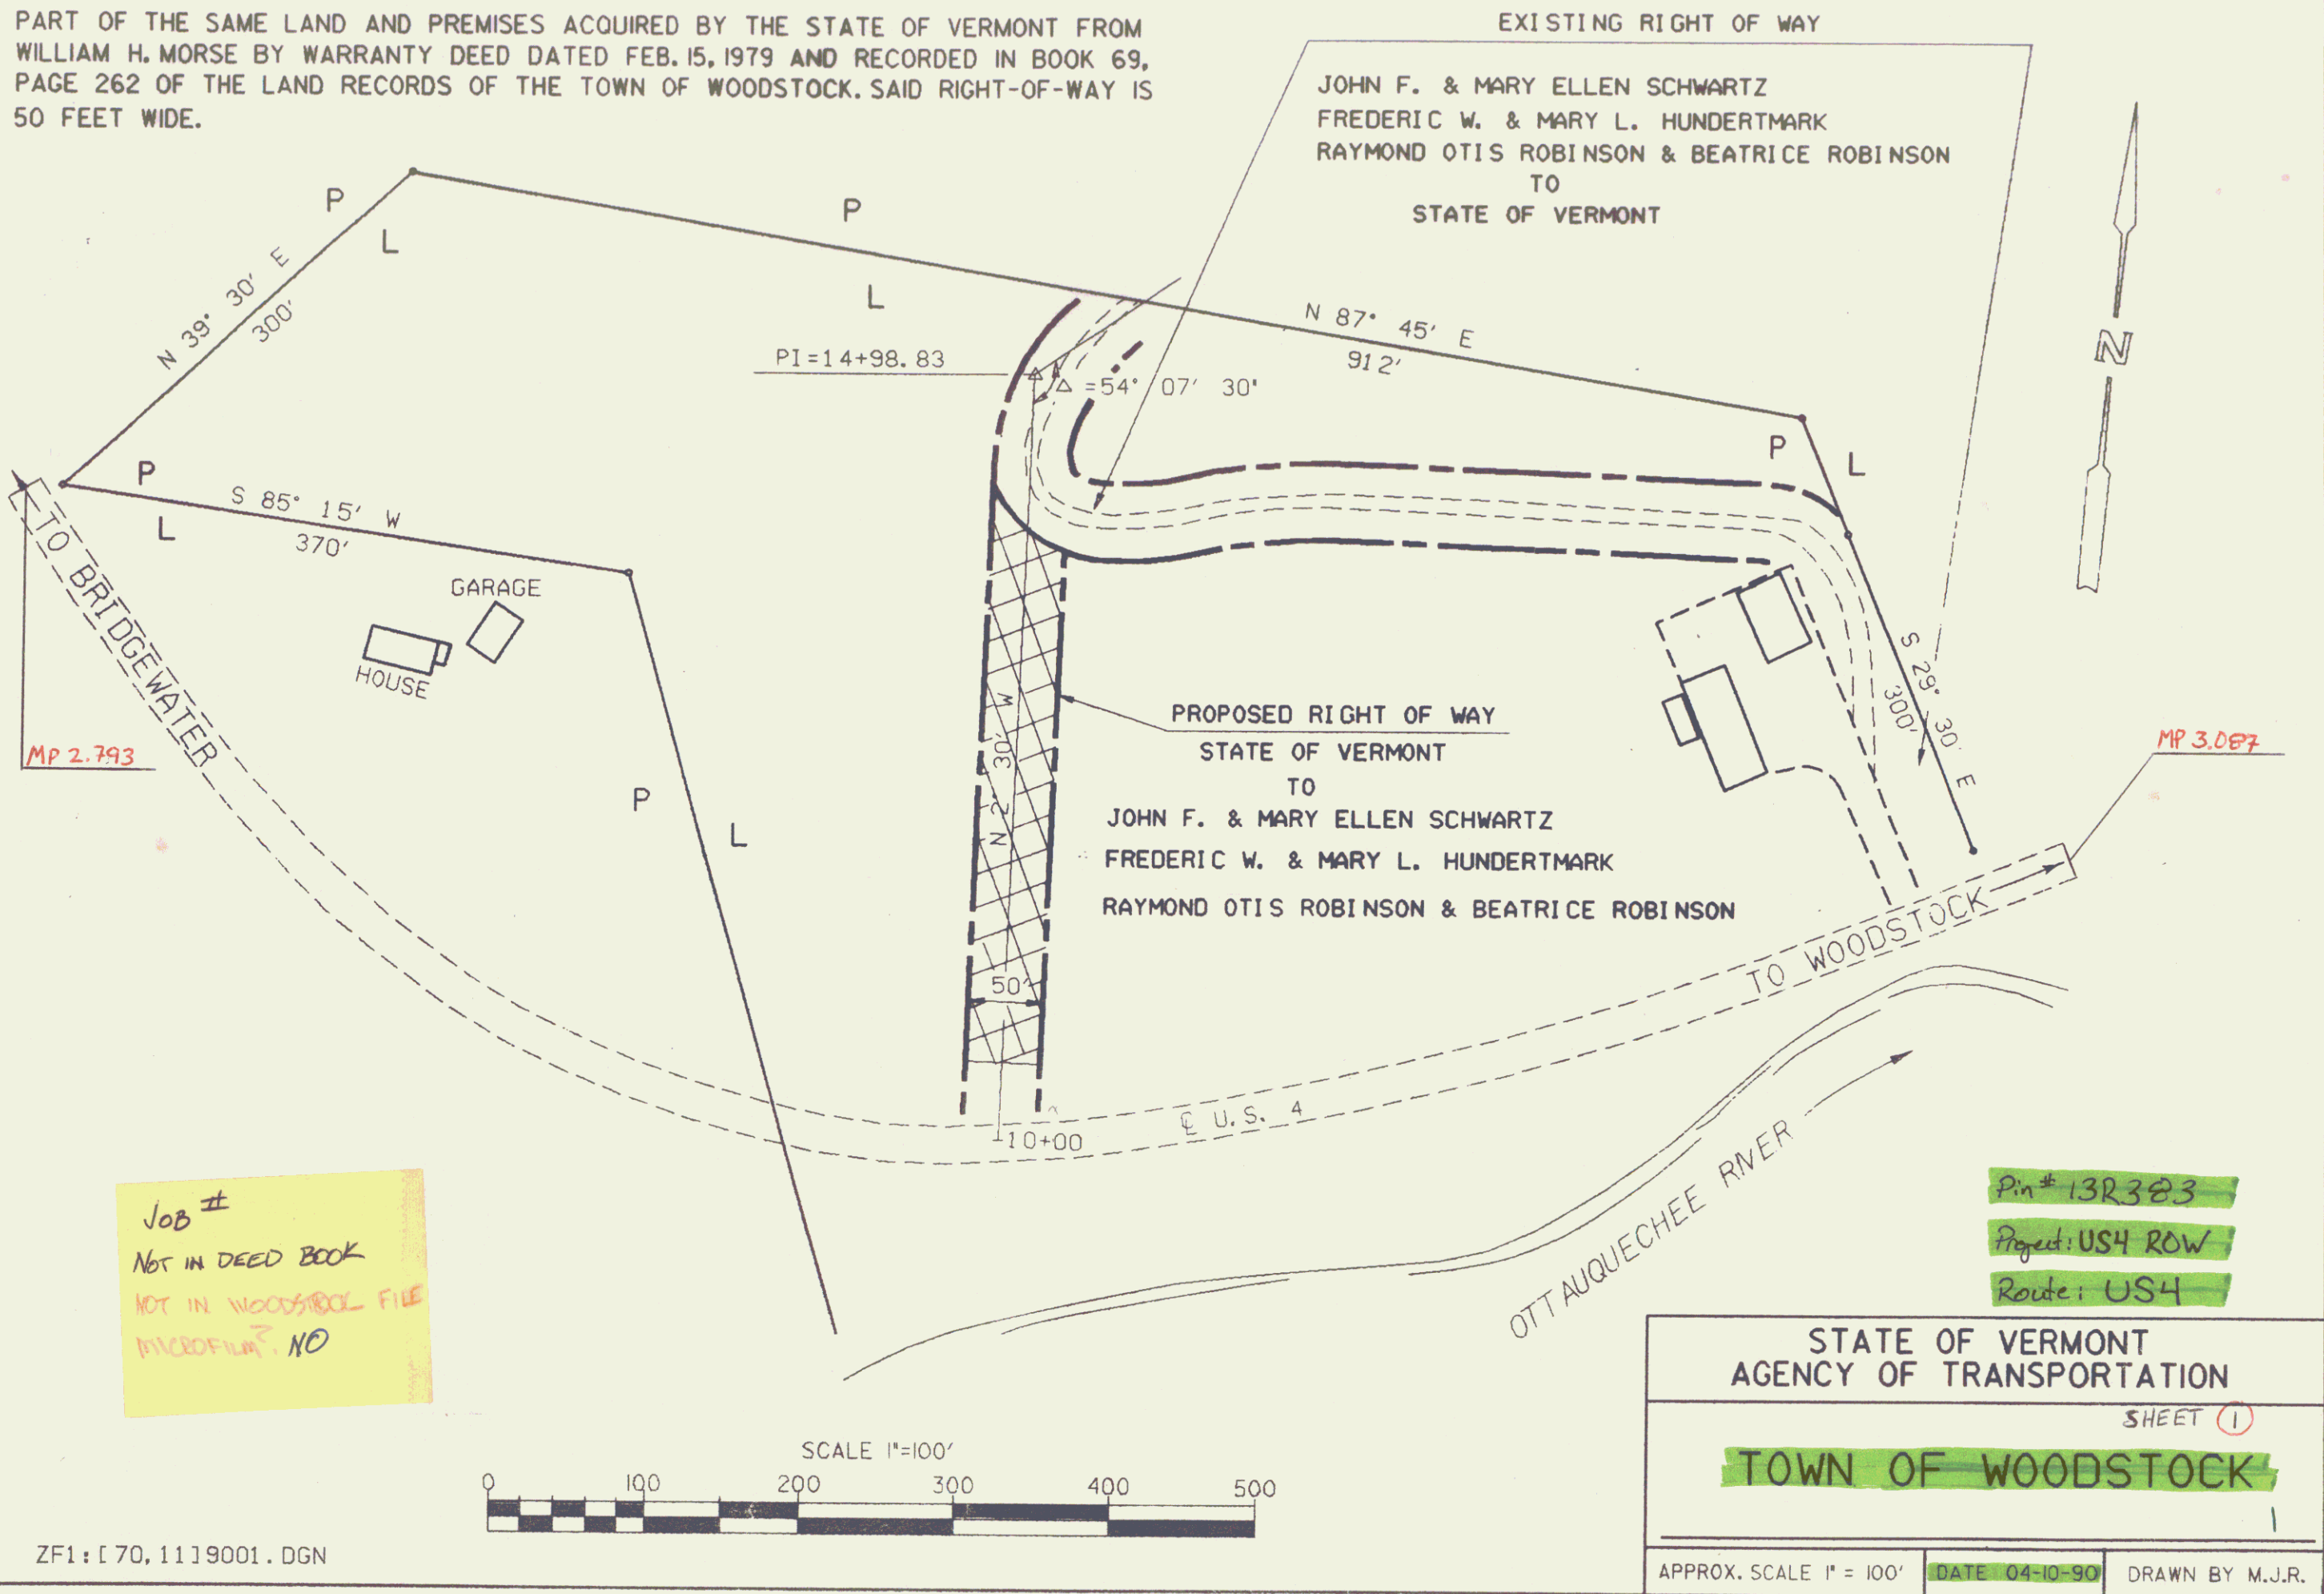 PART OF THE SAME LAND AND PREMISES ACQUIRED BY THE STATE OF VERMONT FROM
WILLIAM H. MORSE BY WARRANTY DEED DATED FEB. 15, 1979 AND RECORDED IN BOOK 69,
PAGE 262 OF THE LAND RECORDS OF THE TOWN OF WOODSTOCK. SAID RIGHT-OF-WAY IS
50 FEET WIDE.
EXISTING RIGHT OF WAY
JOHN F. & MARY ELLEN SCHWARTZ
FREDERIC W. & MARY L. HUNDERTMARK
RAYMOND OTIS ROBINSON & BEATRICE ROBINSON
TO
STATE OF VERMONT
P
L
N 39° 30' E
300'
P
L
N 87° 45' E
912'
N
PI=14+98.83
Δ =54° 07' 30"
P
L
P
L
S 85° 15' W
370'
GARAGE
HOUSE
TO BRIDGEWATER
MP 2.793
P
L
S 29° 30' E
300'
MP 3.087
N 2° 30' W
50'
PROPOSED RIGHT OF WAY
STATE OF VERMONT
TO
JOHN F. & MARY ELLEN SCHWARTZ
FREDERIC W. & MARY L. HUNDERTMARK
RAYMOND OTIS ROBINSON & BEATRICE ROBINSON
TO WOODSTOCK
℄ U.S. 4
10+00
OTTAUQUECHEE RIVER
JOB #
NOT IN DEED BOOK
NOT IN WOODSTOCK FILE
MICROFILM? NO
Pin# 13R383
Project: US4 ROW
Route: US4
STATE OF VERMONT
AGENCY OF TRANSPORTATION
SHEET 1
TOWN OF WOODSTOCK
1
APPROX. SCALE 1" = 100'
DATE 04-10-90
DRAWN BY M.J.R.
SCALE 1"=100'
0 100 200 300 400 500
ZF1:[70,11]9001.DGN